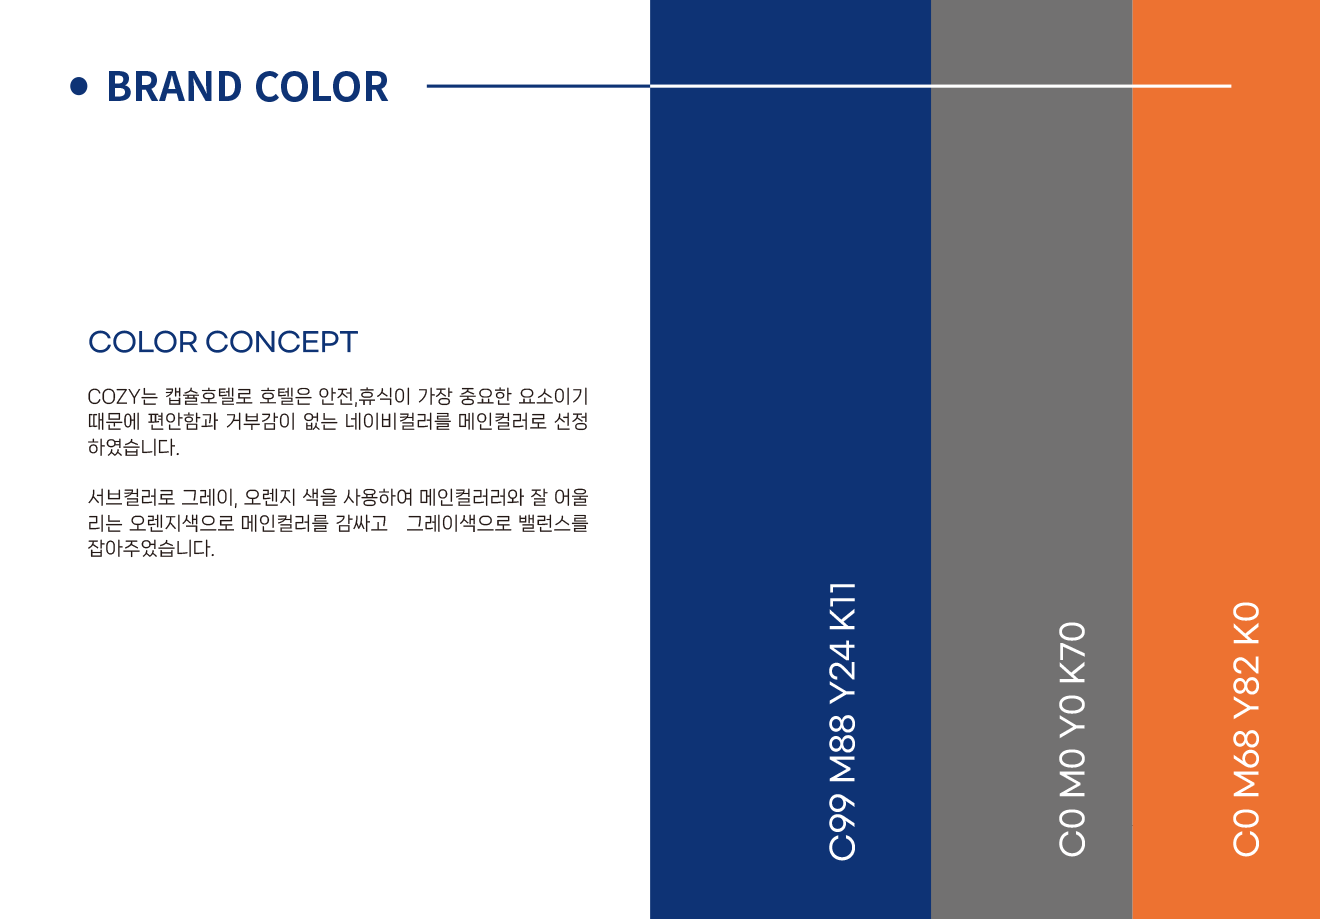 • BRAND COLOR
COLOR CONCEPT
COZY는 캡슐호텔로 호텔은 안전,휴식이 가장 중요한 요소이기
때문에 편안함과 거부감이 없는 네이비컬러를 메인컬러로 선정
하였습니다.
서브컬러로 그레이, 오렌지 색을 사용하여 메인컬러러와 잘 어울
리는 오렌지색으로 메인컬러를 감싸고 그레이색으로 밸런스를
잡아주었습니다.
C99 M88 Y24 K11
C0 M0 Y0 K70
C0 M68 Y82 K0